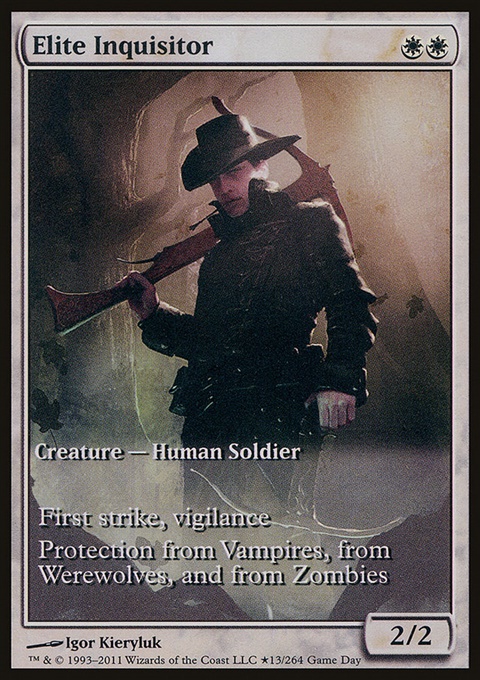 Elite Inquisitor
Creature — Human Soldier
First strike, vigilance
Protection from Vampires, from
Werewolves, and from Zombies
Igor Kieryluk
2/2
™ & © 1993–2011 Wizards of the Coast LLC ★13/264 Game Day